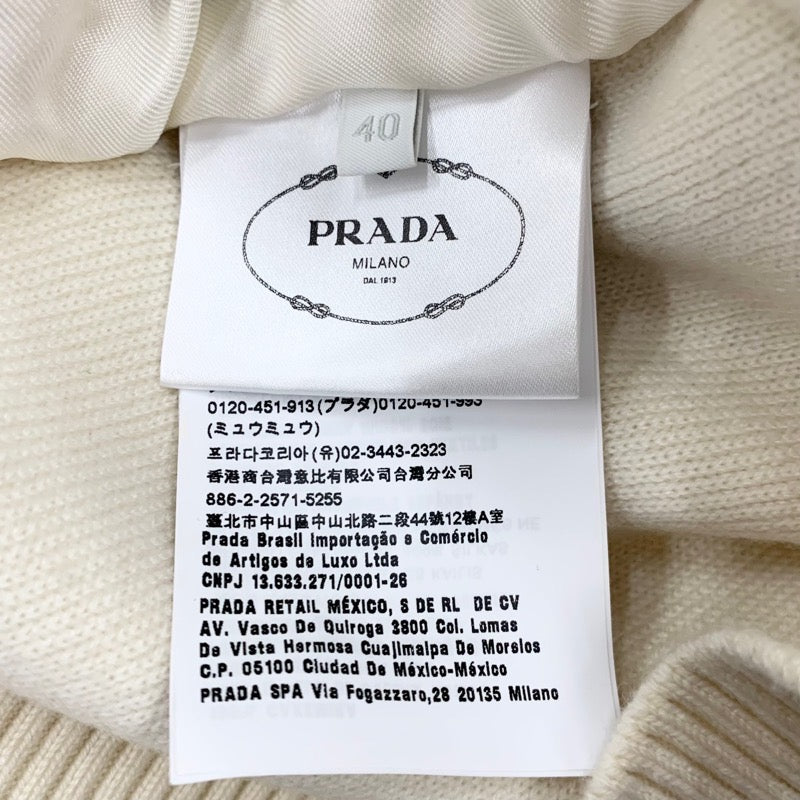 40
PRADA
MILANO
DAL 1913
0120-451-913(プラダ)0120-451-993
(ミュウミュウ)
프라다코리아(유)02-3443-2323
香港商台灣意比有限公司台灣分公司
886-2-2571-5255
臺北市中山區中山北路二段44號12樓A室
Prada Brasil Importação e Comércio
de Artigos de Luxo Ltda
CNPJ 13.633.271/0001-26
PRADA RETAIL MÉXICO, S DE RL DE CV
AV. Vasco De Quiroga 3800 Col. Lomas
De Vista Hermosa Cuajimalpa De Morelos
C.P. 05100 Ciudad De México-México
PRADA SPA Via Fogazzaro,28 20135 Milano